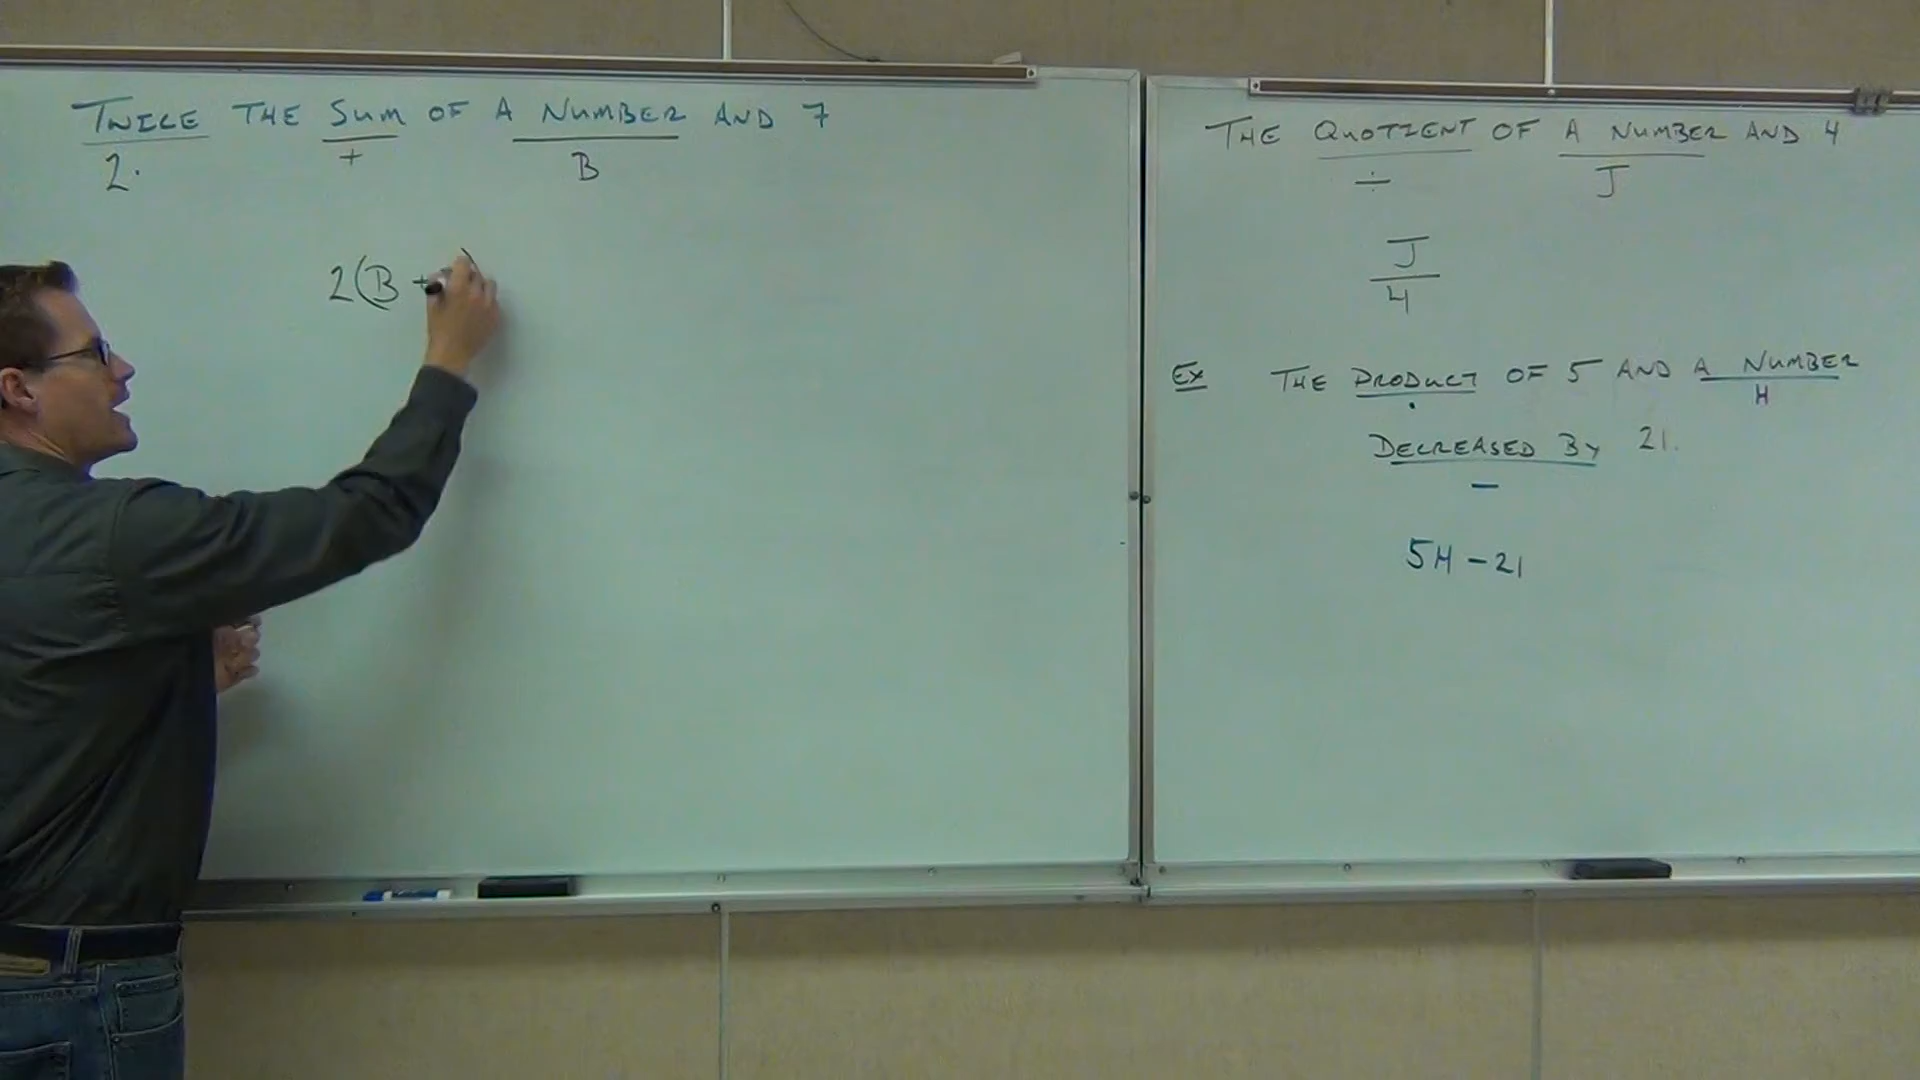 TWICE THE SUM OF A NUMBER AND 7
2· + B
2(B + )
THE QUOTIENT OF A NUMBER AND 4
÷ J
J
4
EX THE PRODUCT OF 5 AND A NUMBER
· H
DECREASED BY 21.
−
5H − 21